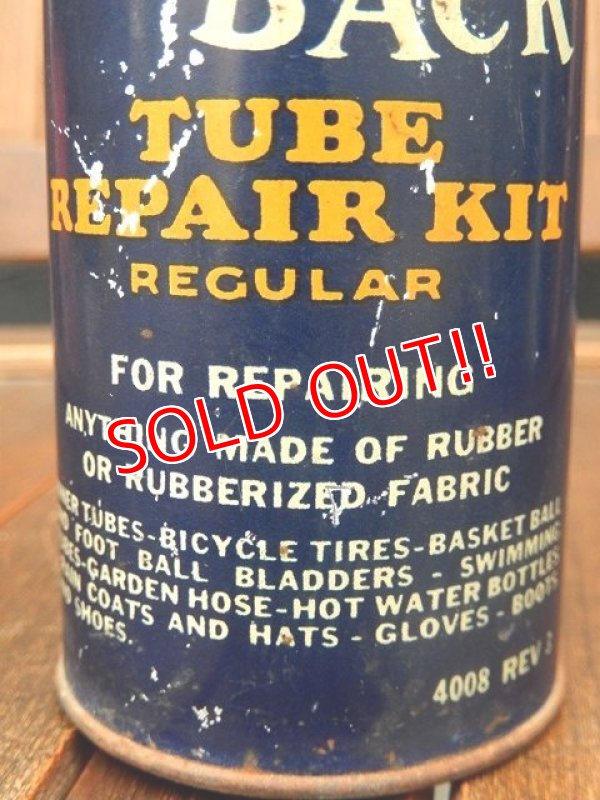 BACK
TUBE
REPAIR KIT
REGULAR
FOR REPAIRING
ANYTHING MADE OF RUBBER
OR RUBBERIZED FABRIC
TUBES-BICYCLE TIRES-BASKET BALL
FOOT BALL BLADDERS - SWIMMING
-GARDEN HOSE-HOT WATER BOTTLES
COATS AND HATS - GLOVES - BOOTS
SHOES.
4008 REV
SOLD OUT!!